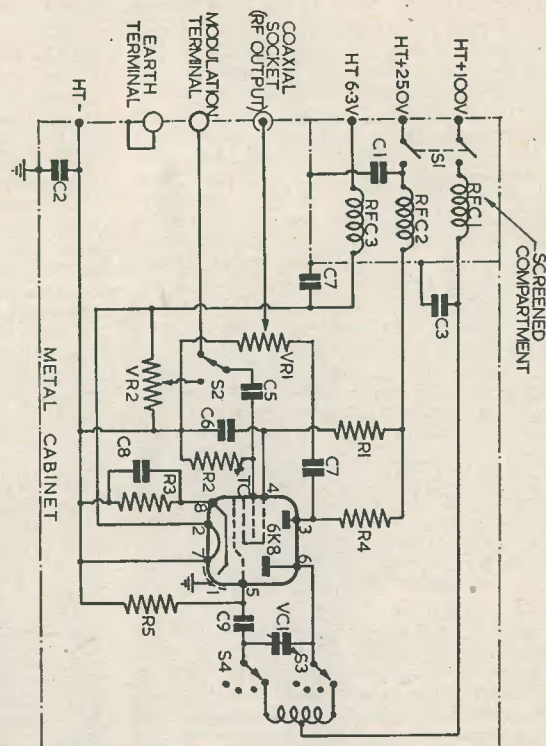 HT+100V
HT+250V
HT 6·3V
COAXIAL
SOCKET
(RF OUTPUT)
MODULATION
TERMINAL
EARTH
TERMINAL
HT-
S1
RFC1
RFC2
RFC3
C1
C2
C3
SCREENED
COMPARTMENT
C7
VR1
VR2
S2
C5
C6
C7
R1
METAL CABINET
C8
R3
R2
TC
4
R4
8
2
7
1
6K8
3
6
5
R5
C9
VC1
S4
S3